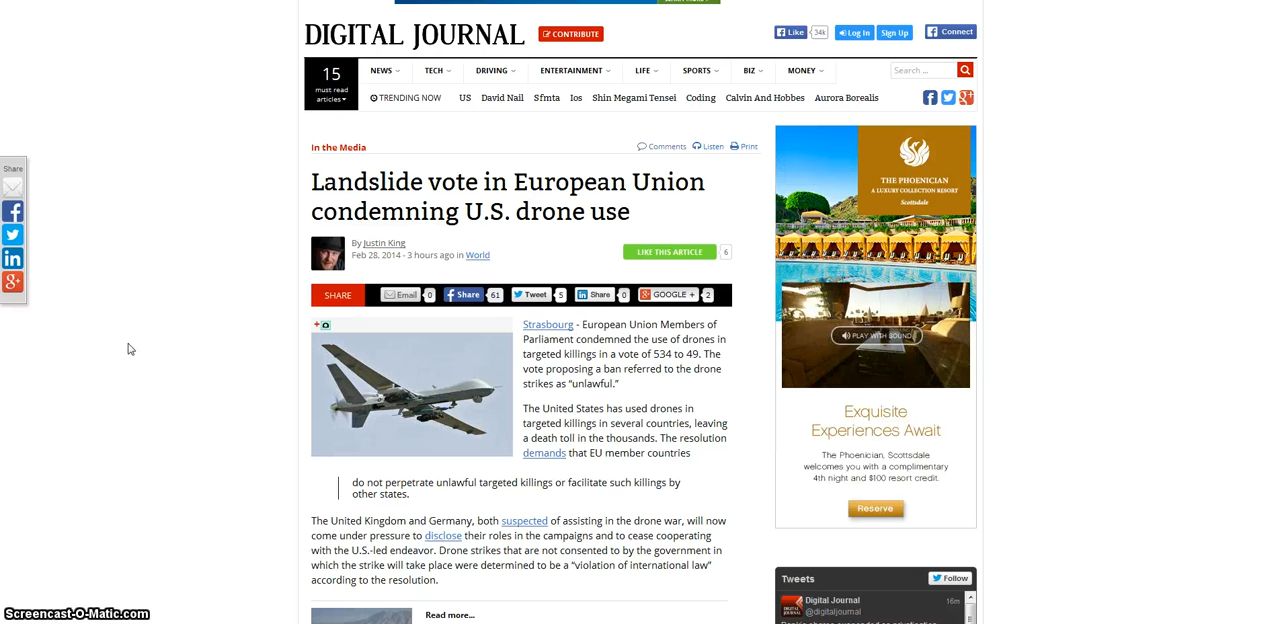 LEARN MORE
DIGITAL JOURNAL
CONTRIBUTE
Like 34k
Log In
Sign Up
Connect
15
must read
articles
NEWS
TECH
DRIVING
ENTERTAINMENT
LIFE
SPORTS
BIZ
MONEY
Search ...
TRENDING NOW
US
David Nail
Sfmta
Ios
Shin Megami Tensei
Coding
Calvin And Hobbes
Aurora Borealis
Share
In the Media
Comments
Listen
Print
Landslide vote in European Union
condemning U.S. drone use
By Justin King
Feb 28, 2014 - 3 hours ago in World
LIKE THIS ARTICLE 6
SHARE
Email 0
Share 61
Tweet 5
Share 0
GOOGLE + 2
Strasbourg - European Union Members of
Parliament condemned the use of drones in
targeted killings in a vote of 534 to 49. The
vote proposing a ban referred to the drone
strikes as “unlawful.”
The United States has used drones in
targeted killings in several countries, leaving
a death toll in the thousands. The resolution
demands that EU member countries
do not perpetrate unlawful targeted killings or facilitate such killings by
other states.
The United Kingdom and Germany, both suspected of assisting in the drone war, will now
come under pressure to disclose their roles in the campaigns and to cease cooperating
with the U.S.-led endeavor. Drone strikes that are not consented to by the government in
which the strike will take place were determined to be a “violation of international law”
according to the resolution.
Read more...
THE PHOENICIAN
A LUXURY COLLECTION RESORT
Scottsdale
PLAY WITH SOUND
Exquisite
Experiences Await
The Phoenician, Scottsdale
welcomes you with a complimentary
4th night and $100 resort credit.
Reserve
Tweets
Follow
Digital Journal 16m
@digitaljournal
Screencast-O-Matic.com